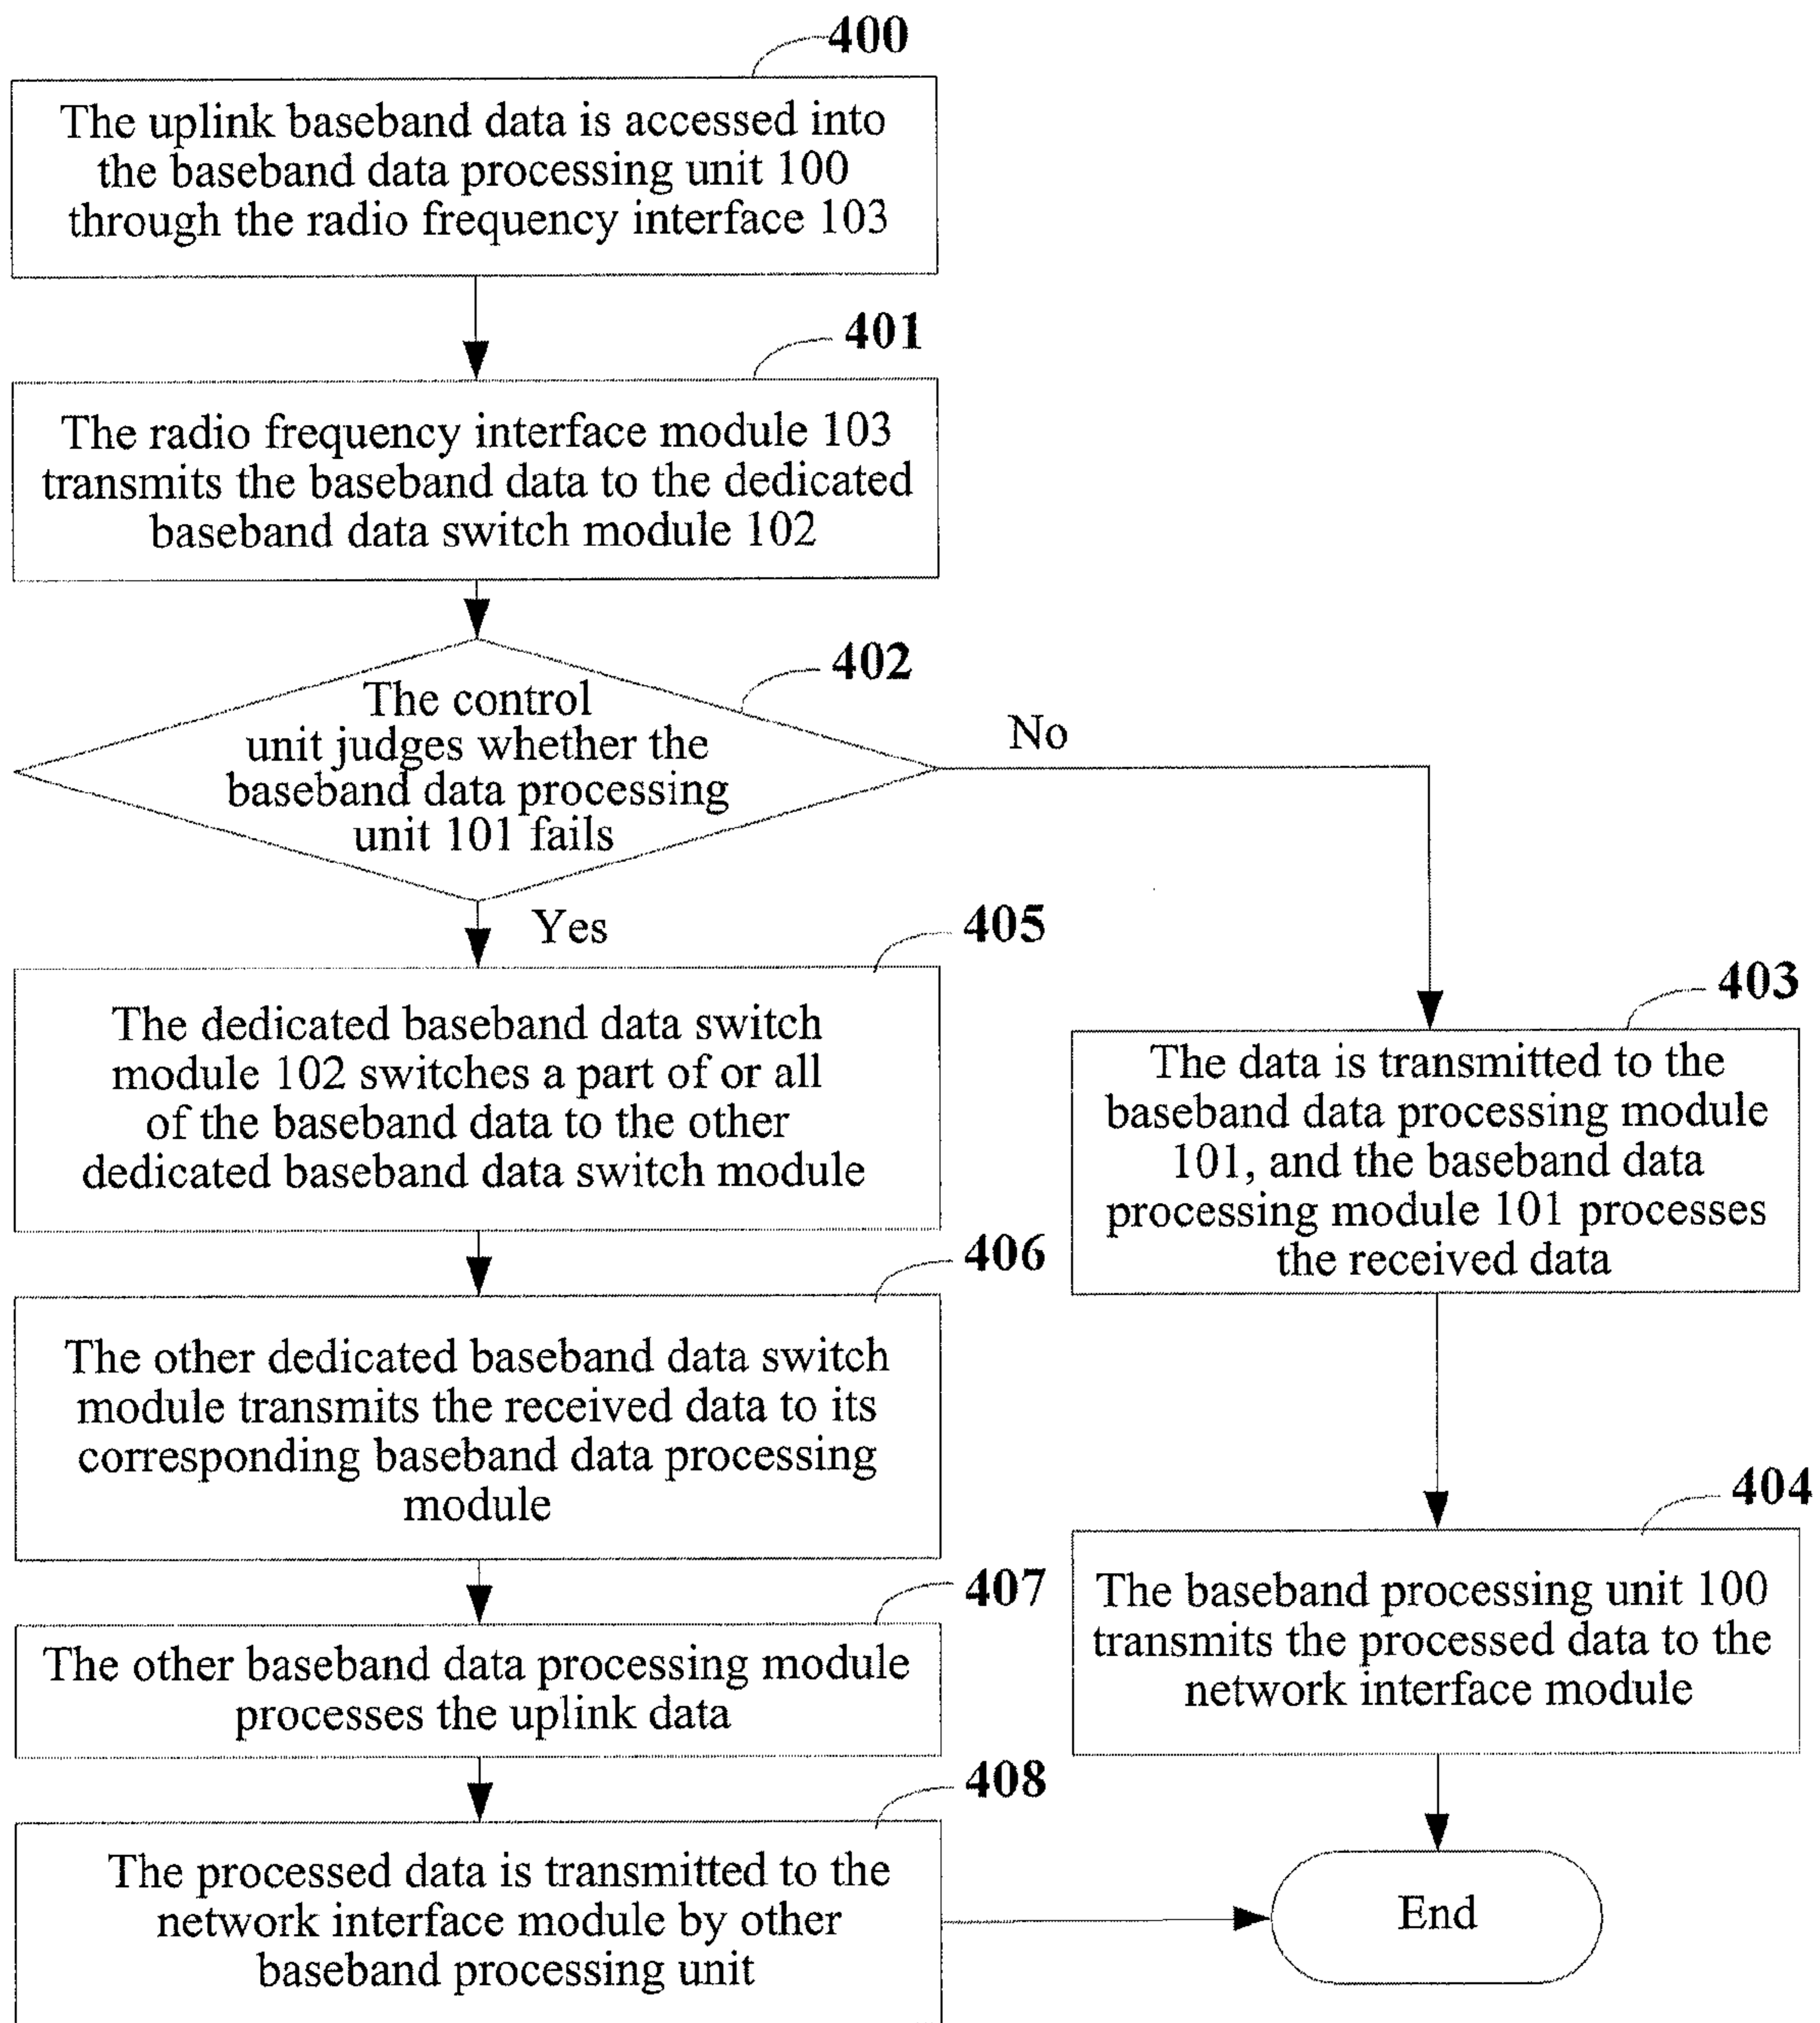 400
The uplink baseband data is accessed into
the baseband data processing unit 100
through the radio frequency interface 103
401
The radio frequency interface module 103
transmits the baseband data to the dedicated
baseband data switch module 102
402
The control
unit judges whether the
baseband data processing
unit 101 fails
No
Yes
405
The dedicated baseband data switch
module 102 switches a part of or all
of the baseband data to the other
dedicated baseband data switch module
403
The data is transmitted to the
baseband data processing module
101, and the baseband data
processing module 101 processes
the received data
406
The other dedicated baseband data switch
module transmits the received data to its
corresponding baseband data processing
module
404
The baseband processing unit 100
transmits the processed data to the
network interface module
407
The other baseband data processing module
processes the uplink data
408
The processed data is transmitted to the
network interface module by other
baseband processing unit
End